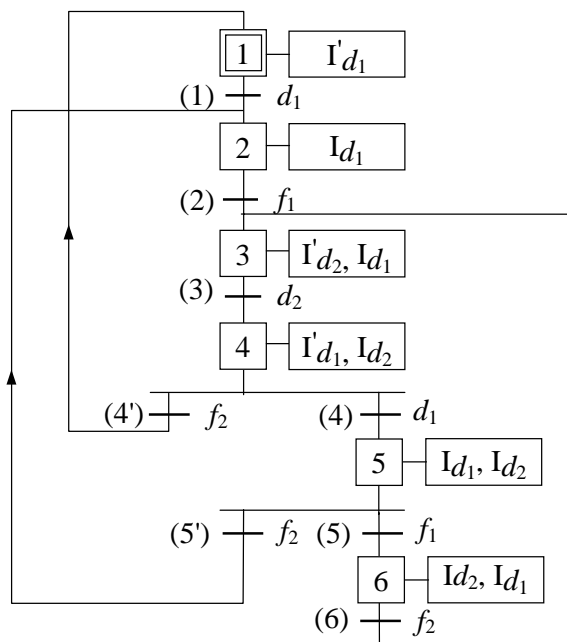 1 I'd1
(1) d1
2 Id1
(2) f1
3 I'd2, Id1
(3) d2
4 I'd1, Id2
(4') f2 (4) d1
5 Id1, Id2
(5') f2 (5) f1
6 Id2, Id1
(6) f2